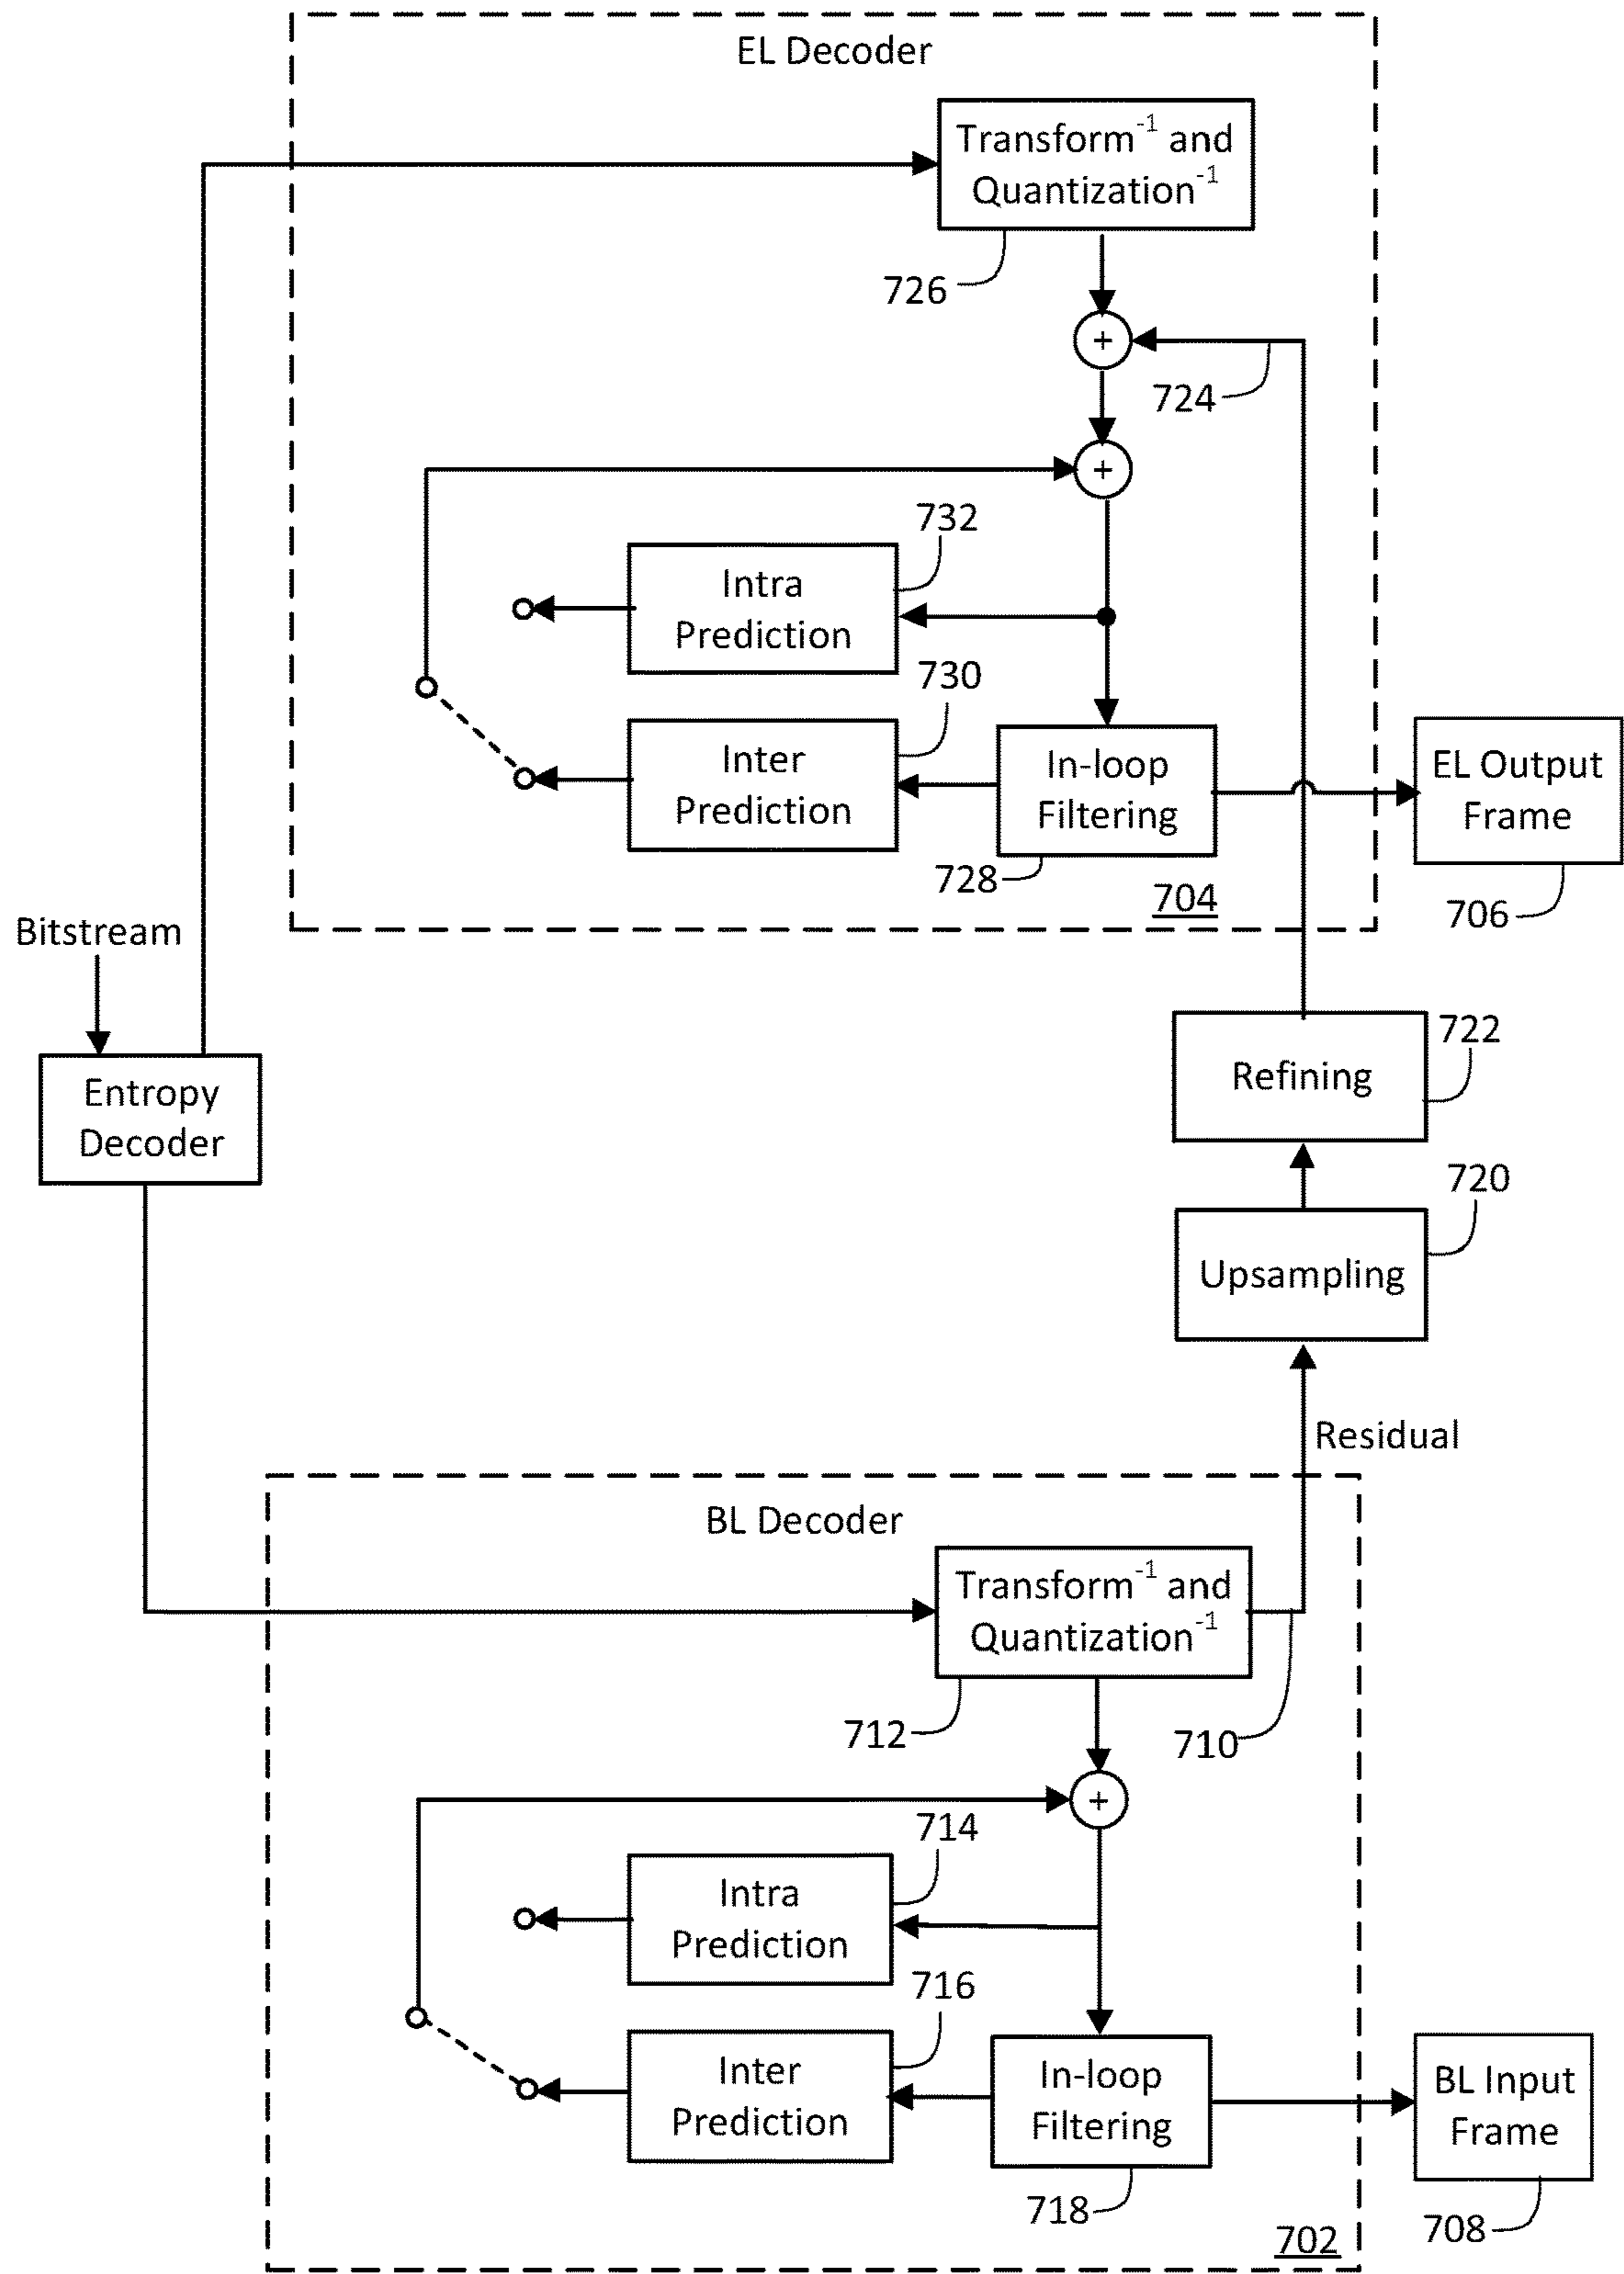 EL Decoder
Transform-1 and
Quantization-1
726
+
724
+
732
Intra
Prediction
730
Inter
Prediction
In-loop
Filtering
728
704
EL Output
Frame
706
Bitstream
Entropy
Decoder
Refining
722
720
Upsampling
Residual
BL Decoder
Transform-1 and
Quantization-1
712
710
+
714
Intra
Prediction
716
Inter
Prediction
In-loop
Filtering
718
702
BL Input
Frame
708